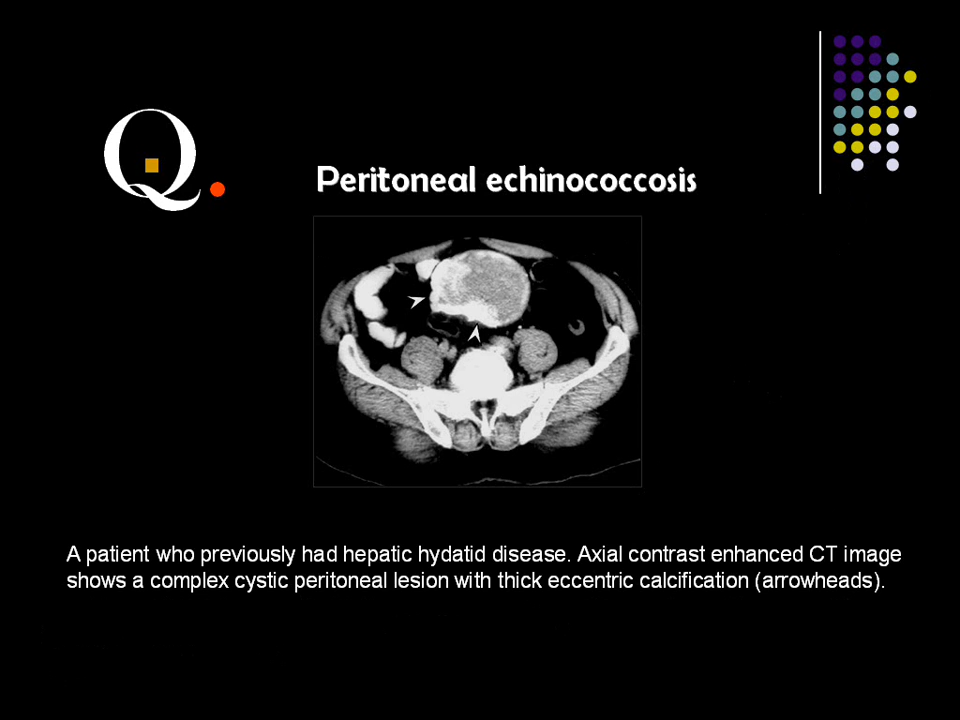 Q.
Peritoneal echinococcosis
A patient who previously had hepatic hydatid disease. Axial contrast enhanced CT image
shows a complex cystic peritoneal lesion with thick eccentric calcification (arrowheads).